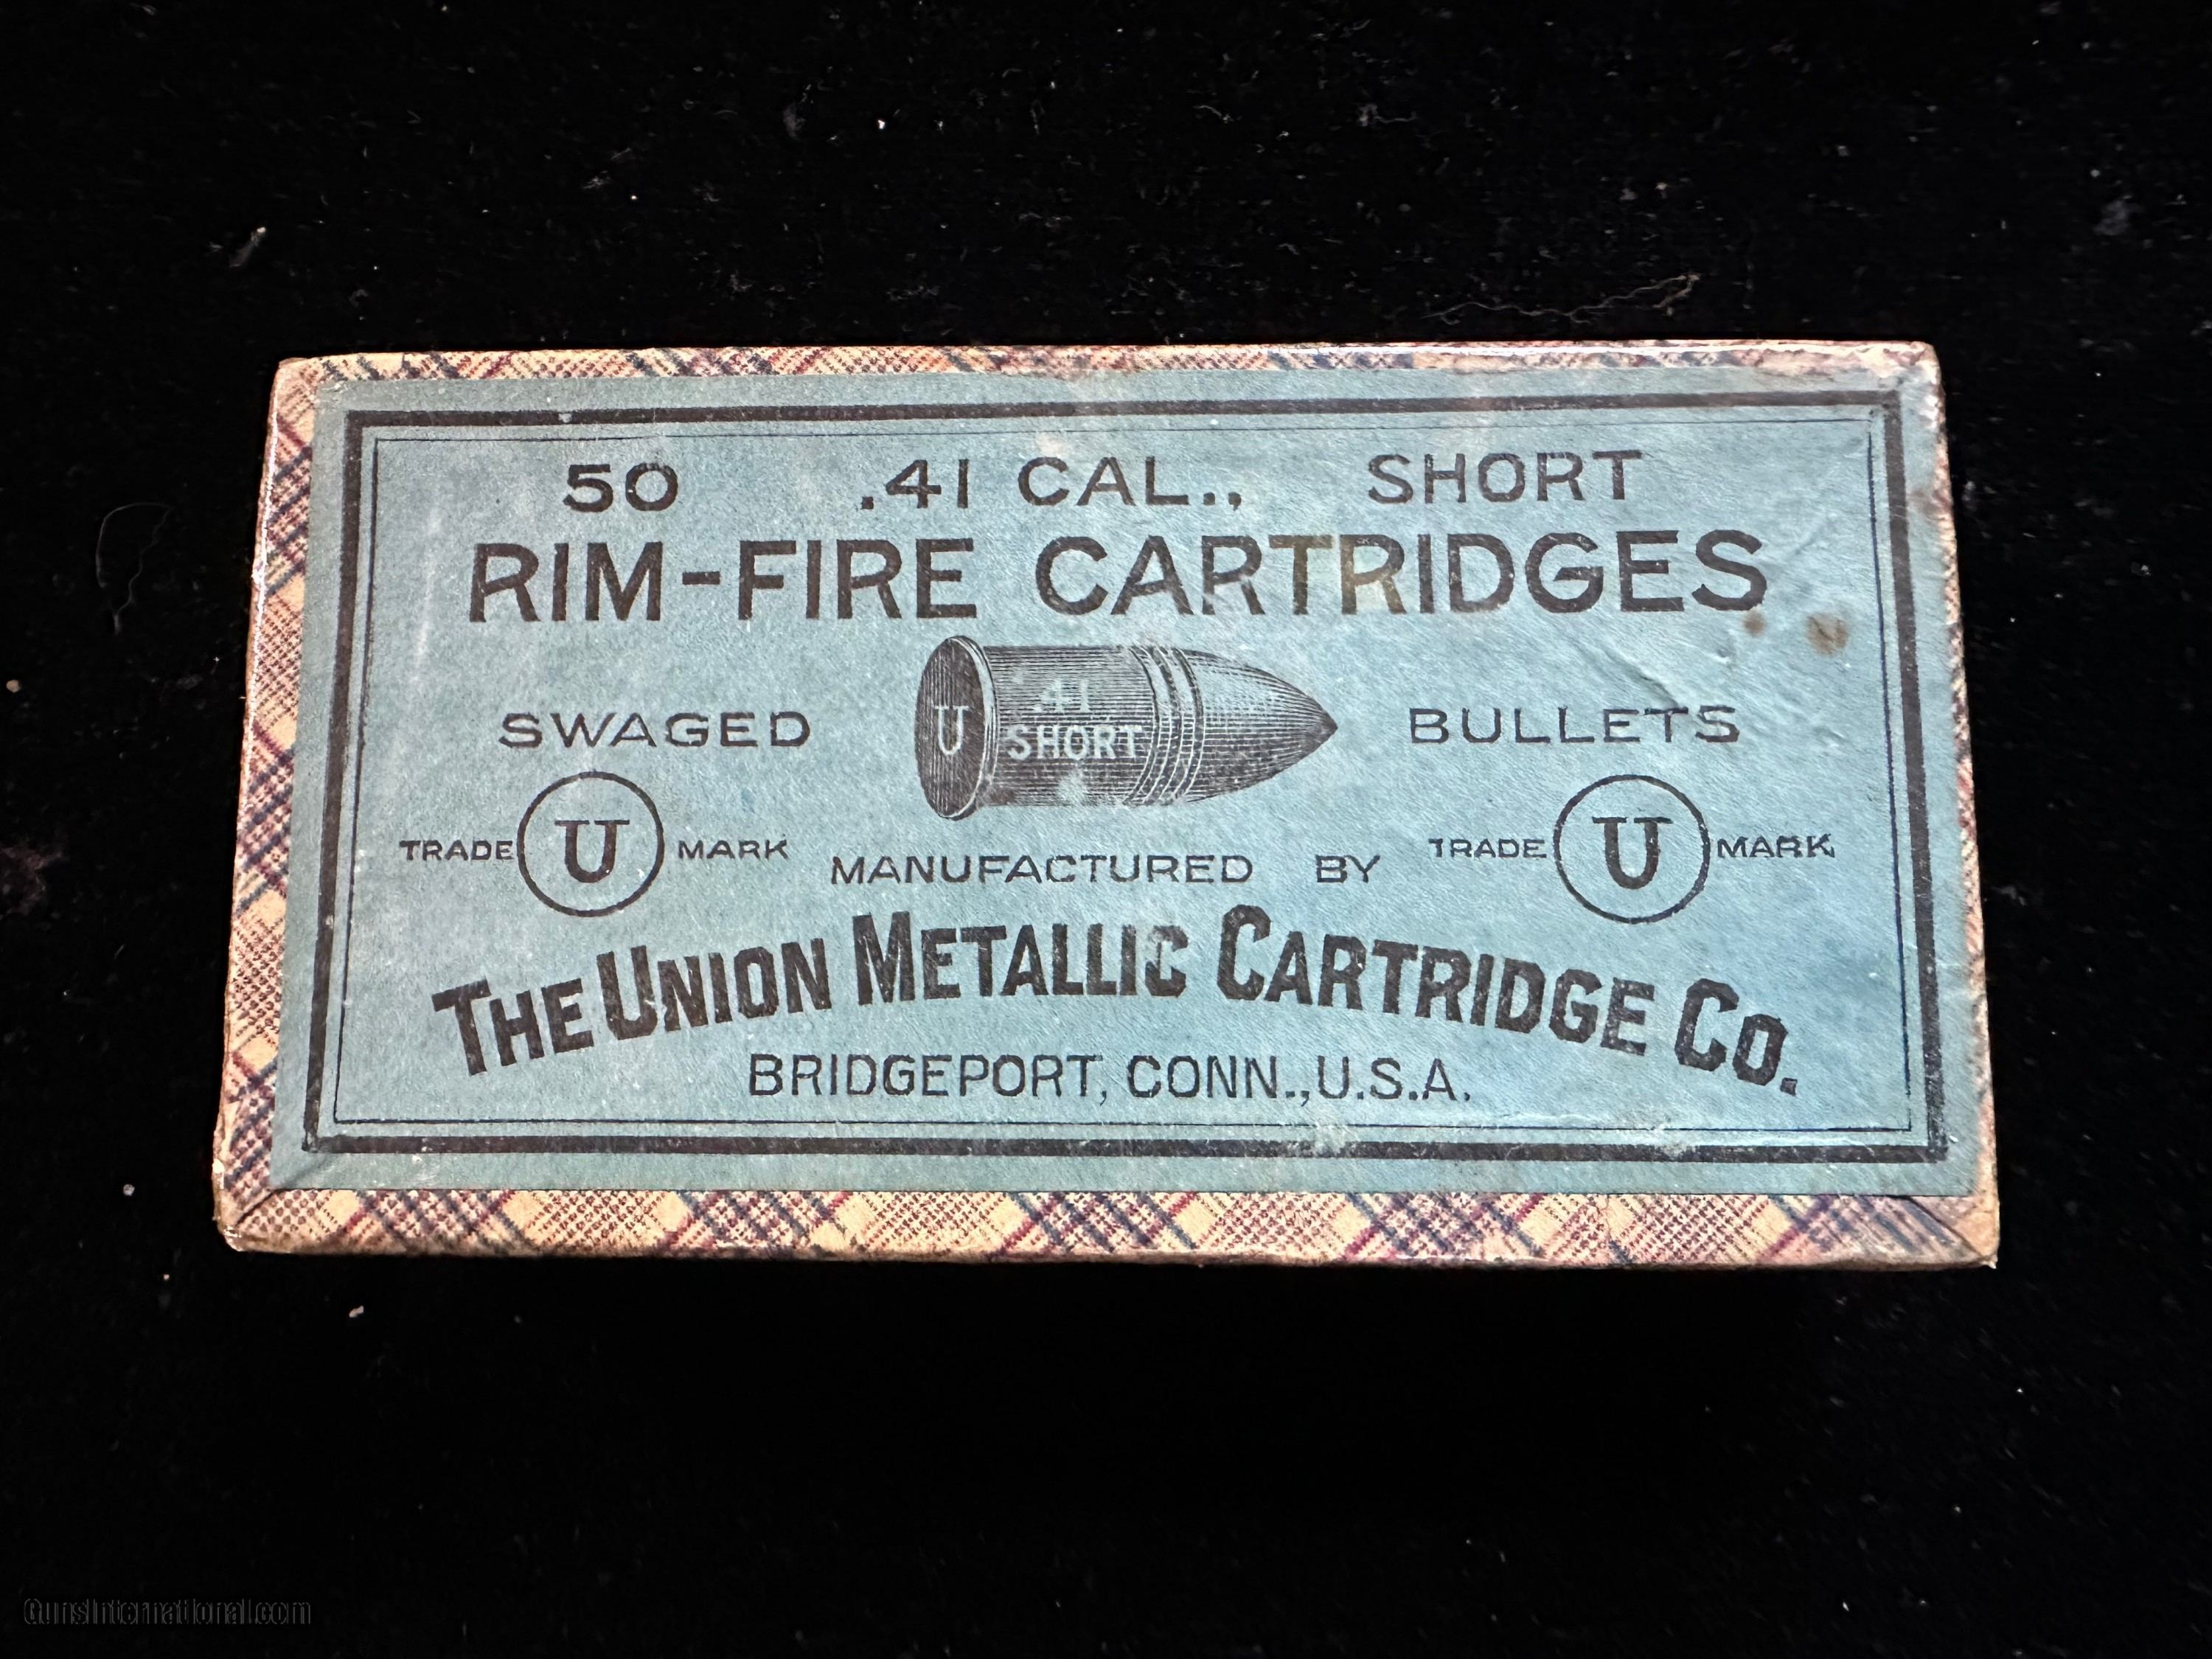 50 .41 CAL., SHORT
RIM-FIRE CARTRIDGES
U .41 SHORT
SWAGED BULLETS
TRADE U MARK
TRADE U MARK
MANUFACTURED BY
THE UNION METALLIC CARTRIDGE CO.
BRIDGEPORT, CONN., U.S.A.
GunsInternational.com